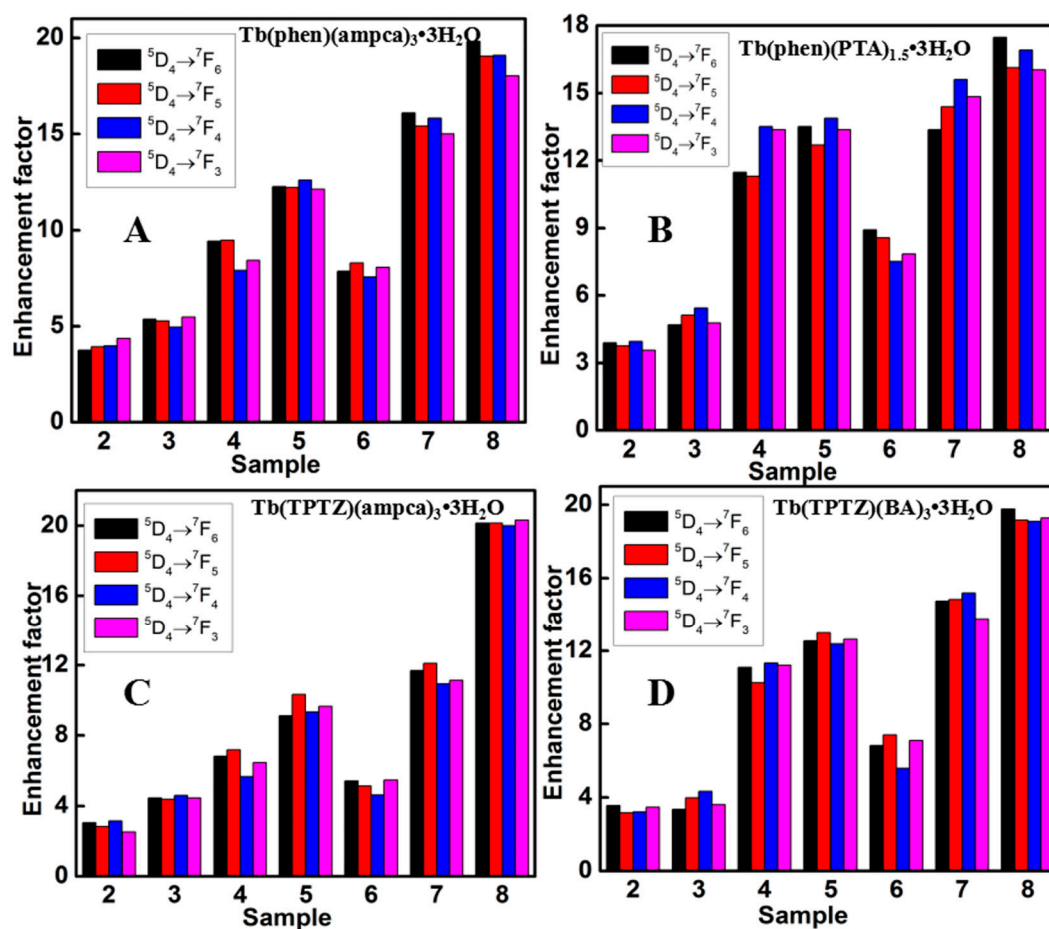 Tb(phen)(ampca)₃•3H₂O
⁵D₄→⁷F₆
⁵D₄→⁷F₅
⁵D₄→⁷F₄
⁵D₄→⁷F₃
A
Enhancement factor
20
15
10
5
0
2 3 4 5 6 7 8
Sample
Tb(phen)(PTA)₁.₅•3H₂O
⁵D₄→⁷F₆
⁵D₄→⁷F₅
⁵D₄→⁷F₄
⁵D₄→⁷F₃
B
Enhancement factor
18
15
12
9
6
3
0
2 3 4 5 6 7 8
Sample
Tb(TPTZ)(ampca)₃•3H₂O
⁵D₄→⁷F₆
⁵D₄→⁷F₅
⁵D₄→⁷F₄
⁵D₄→⁷F₃
C
Enhancement factor
20
16
12
8
4
0
2 3 4 5 6 7 8
Sample
Tb(TPTZ)(BA)₃•3H₂O
⁵D₄→⁷F₆
⁵D₄→⁷F₅
⁵D₄→⁷F₄
⁵D₄→⁷F₃
D
Enhancement factor
20
16
12
8
4
0
2 3 4 5 6 7 8
Sample